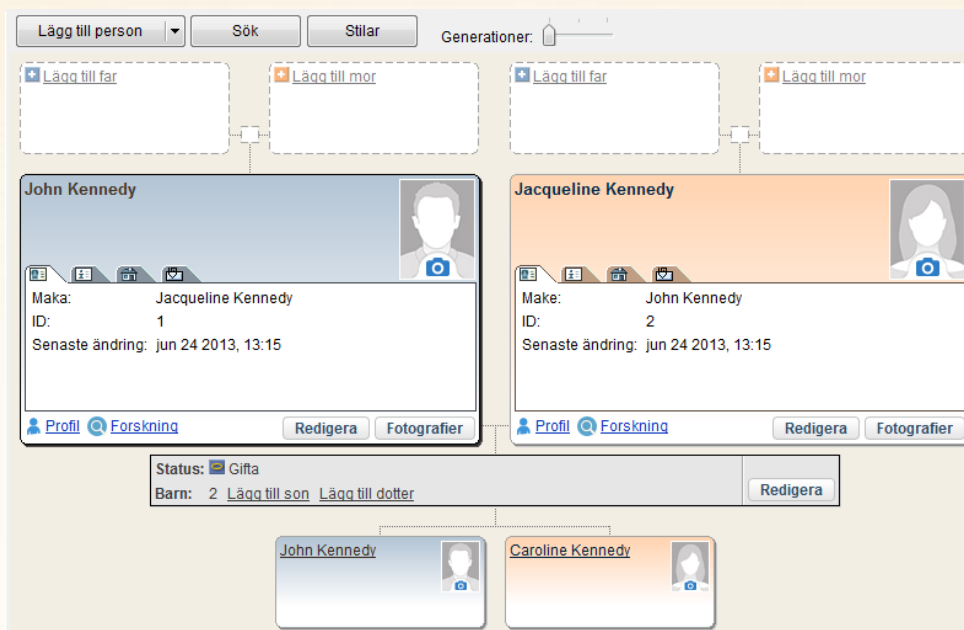 Lägg till person Sök Stilar Generationer:
Lägg till far Lägg till mor Lägg till far Lägg till mor
John Kennedy
Maka: Jacqueline Kennedy
ID: 1
Senaste ändring: jun 24 2013, 13:15
Profil Forskning Redigera Fotografier
Jacqueline Kennedy
Make: John Kennedy
ID: 2
Senaste ändring: jun 24 2013, 13:15
Profil Forskning Redigera Fotografier
Status: Gifta
Barn: 2 Lägg till son Lägg till dotter
Redigera
John Kennedy
Caroline Kennedy